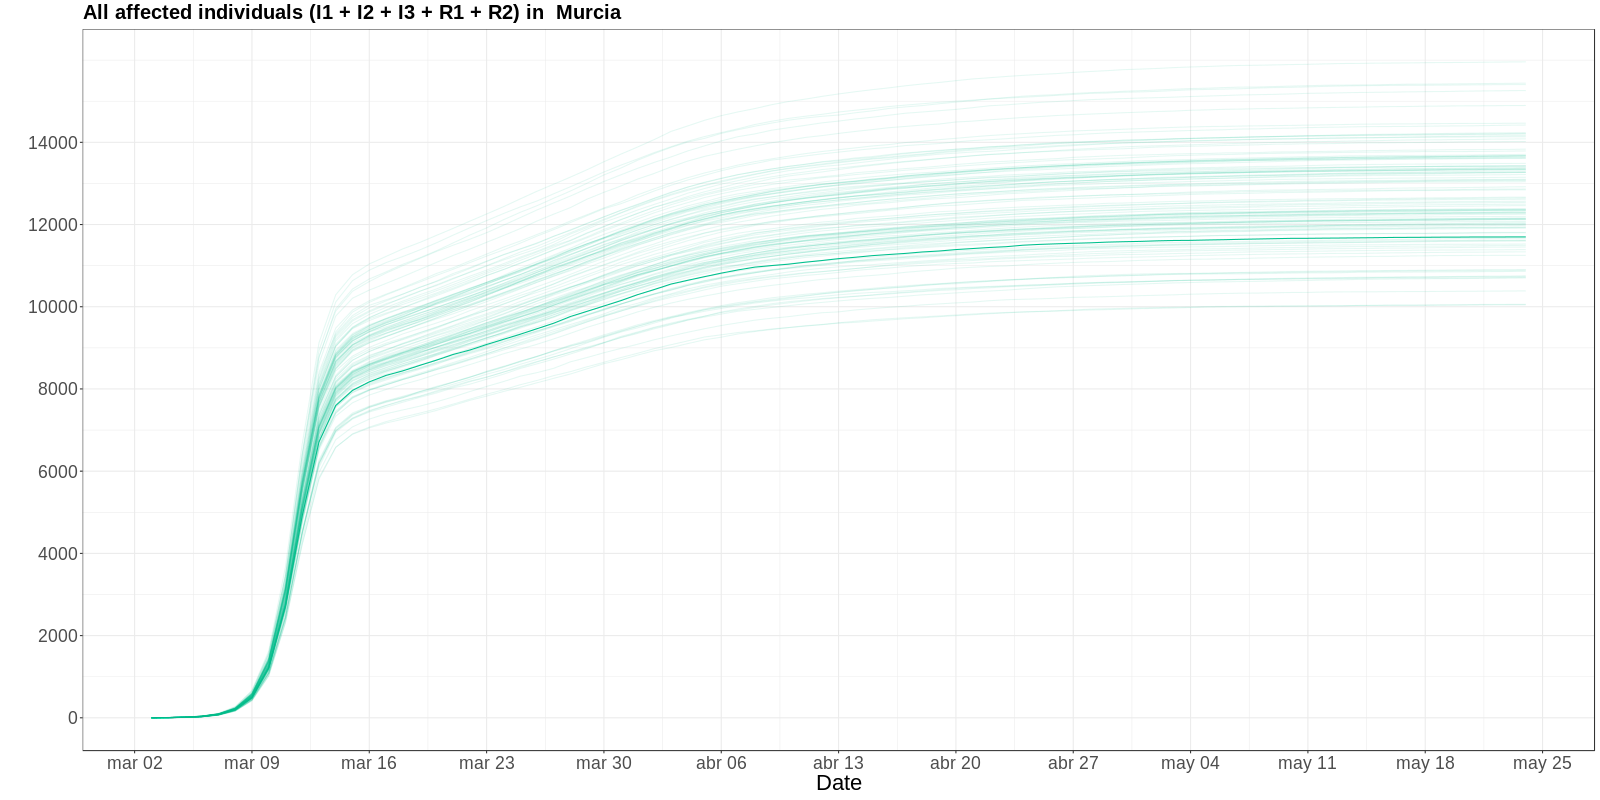 All affected individuals (I1 + I2 + I3 + R1 + R2) in  Murcia
14000
12000
10000
8000
6000
4000
2000
0
mar 02 mar 09 mar 16 mar 23 mar 30 abr 06 abr 13 abr 20 abr 27 may 04 may 11 may 18 may 25
Date